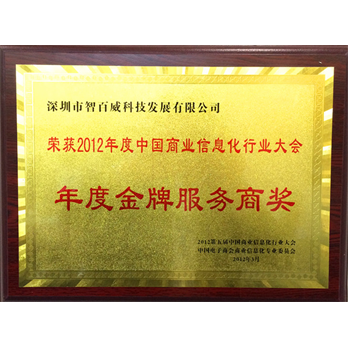 深圳市智百威科技发展有限公司
荣获2012年度中国商业信息化行业大会
年度金牌服务商奖
2012第五届中国商业信息化行业大会
中国电子商会商业信息化专业委员会
2012年3月